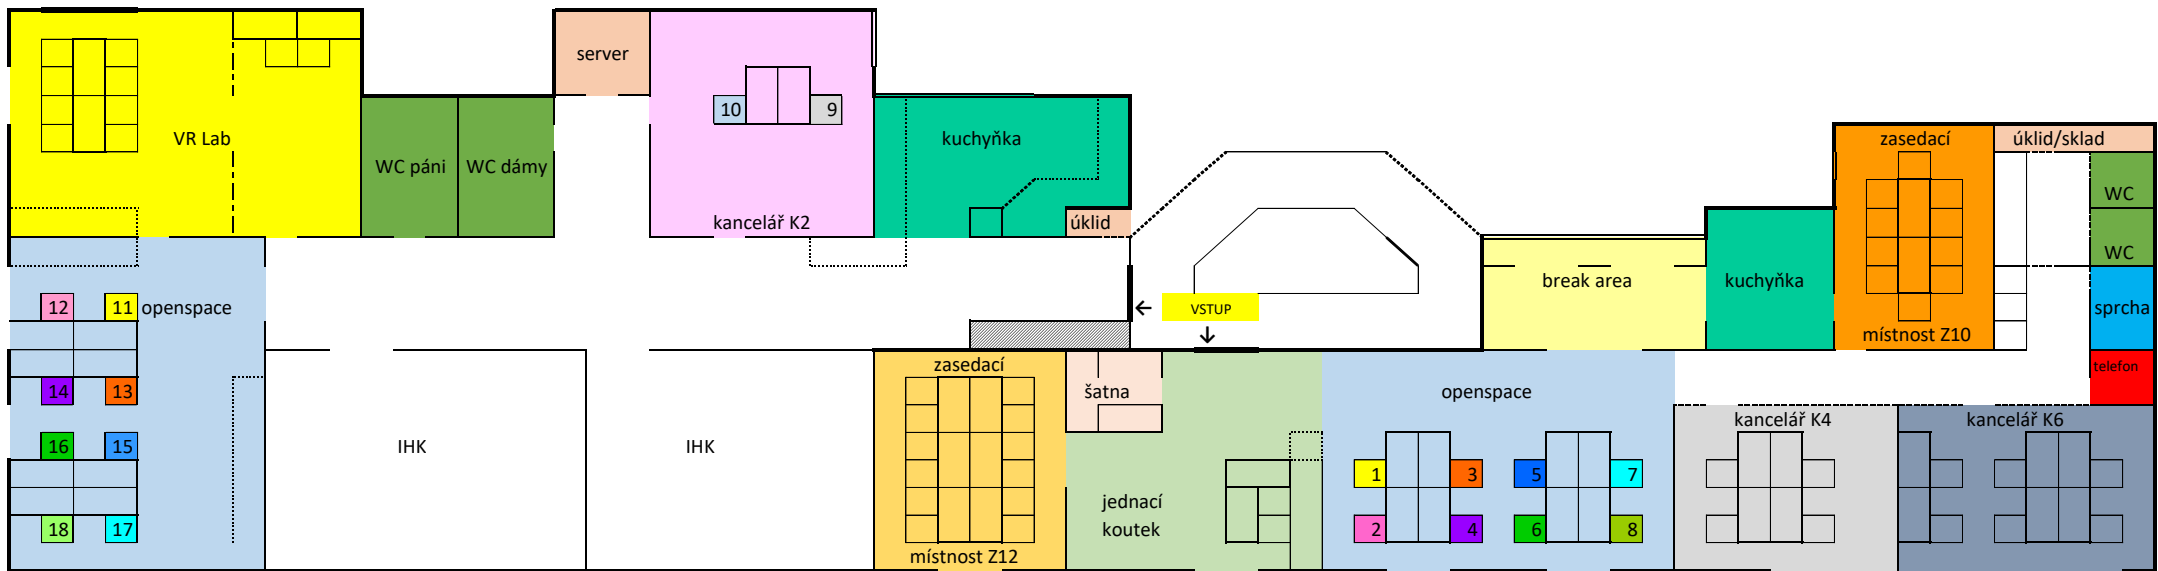 server
10
9
VR Lab
kuchyňka
zasedací
úklid/sklad
WC páni
WC dámy
WC
kancelář K2
úklid
WC
break area
kuchyňka
12
11
openspace
←
VSTUP
↓
sprcha
místnost Z10
zasedací
telefon
14
13
šatna
openspace
kancelář K4
kancelář K6
16
15
IHK
IHK
1
3
5
7
jednací
koutek
18
17
2
4
6
8
místnost Z12